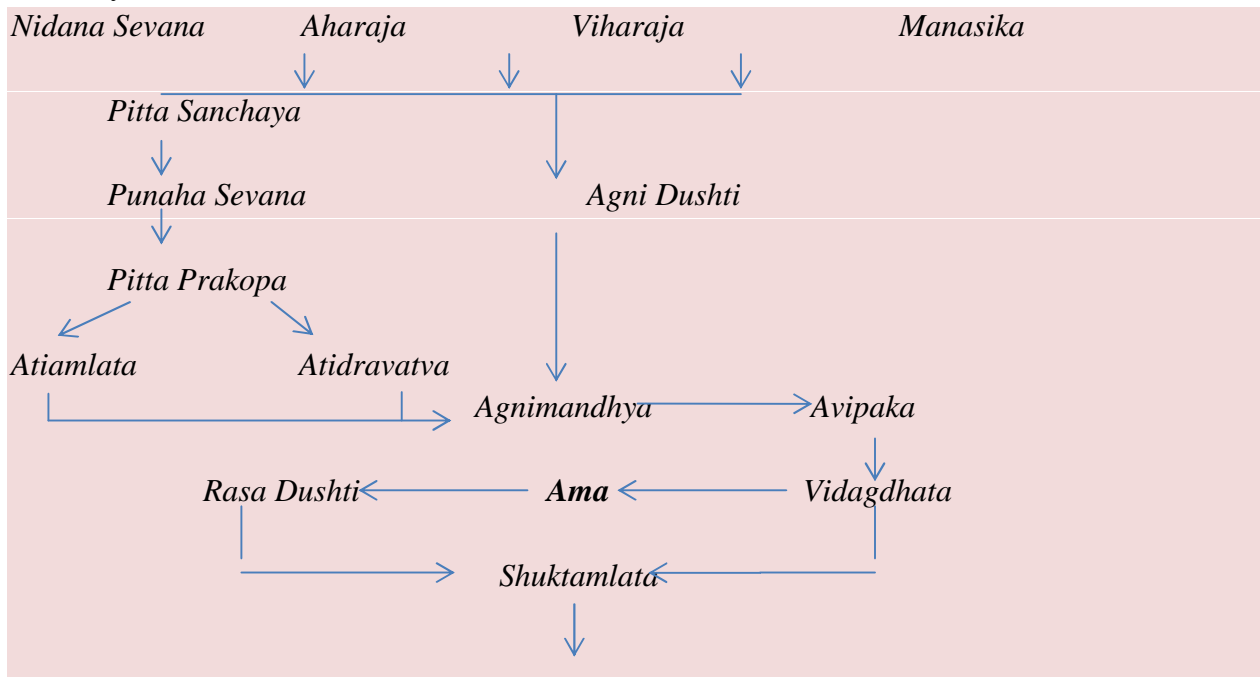 Nidana Sevana Aharaja Viharaja Manasika
Pitta Sanchaya
Punaha Sevana Agni Dushti
Pitta Prakopa
Atiamlata Atidravatva
Agnimandhya Avipaka
Rasa Dushti Ama Vidagdhata
Shuktamlata